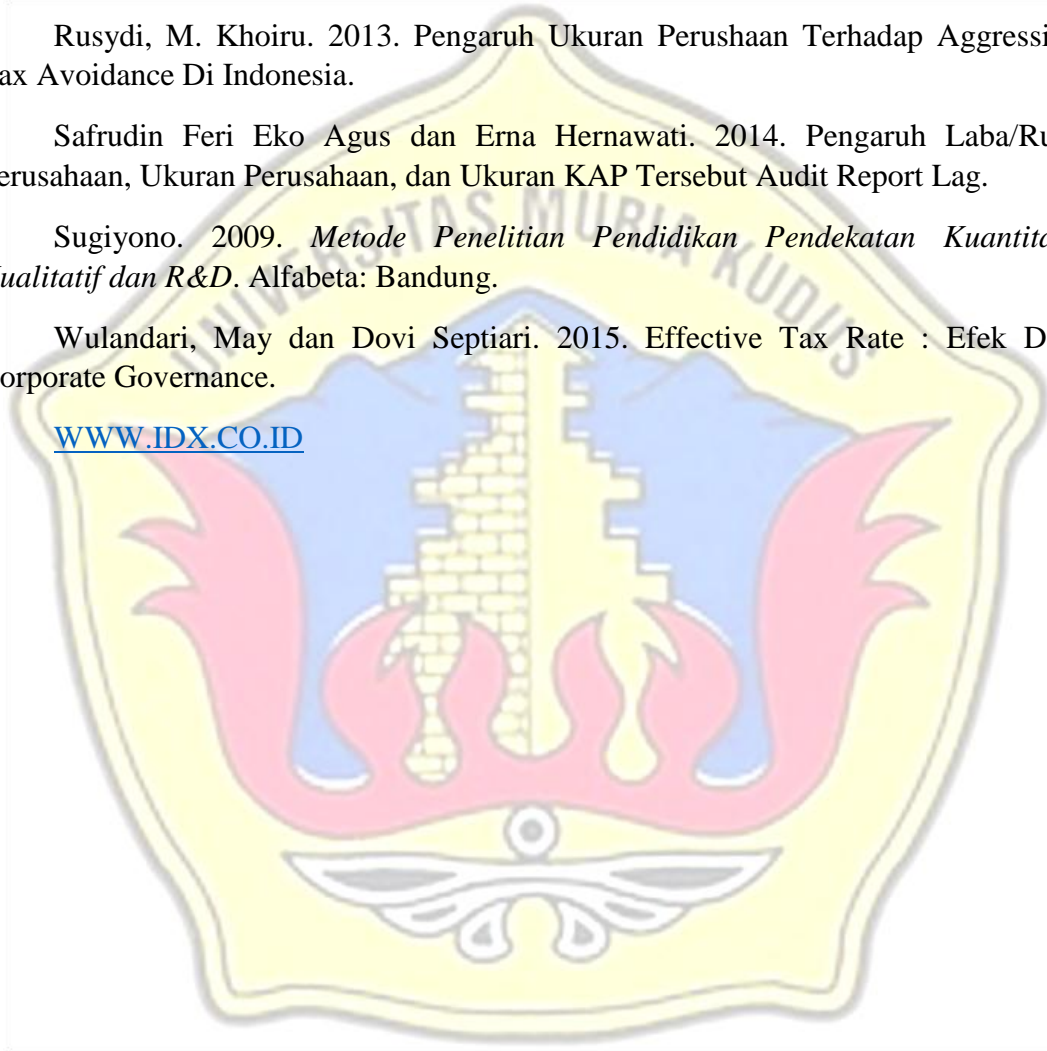 Rusydi, M. Khoiru. 2013. Pengaruh Ukuran Perushaan Terhadap Aggressi
ax Avoidance Di Indonesia.
Safrudin Feri Eko Agus dan Erna Hernawati. 2014. Pengaruh Laba/Ru
erusahaan, Ukuran Perusahaan, dan Ukuran KAP Tersebut Audit Report Lag.
Sugiyono. 2009. Metode Penelitian Pendidikan Pendekatan Kuantita
ualitatif dan R&D. Alfabeta: Bandung.
Wulandari, May dan Dovi Septiari. 2015. Effective Tax Rate : Efek D
orporate Governance.
WWW.IDX.CO.ID
UNIVERSITAS MURIA KUDUS